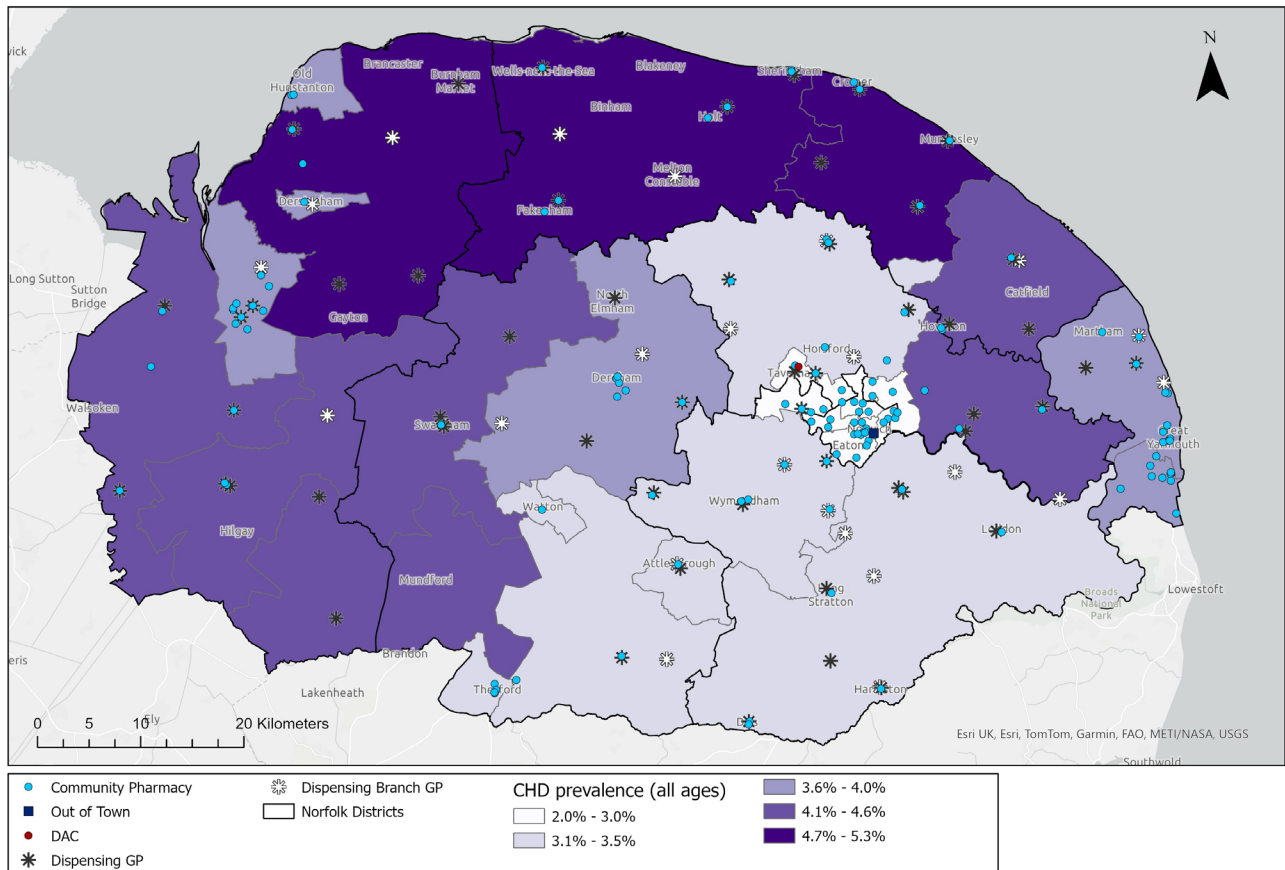 wick
N
Old
Hunstanton
Brancaster
Burnham
Market
Wells-next-the-Sea
Blakeney
Sheringham
Cromer
Binham
Holt
Mundesley
Melton
Constable
Dersingham
Fakenham
Long Sutton
Sutton
Bridge
Gayton
North
Elmham
Catfield
Hoveton
Martham
Horsford
Taverham
Dereham
Walsoken
Swaffham
Norwich
Eaton
Great
Yarmouth
Watton
Wymondham
Hilgay
Loddon
Attleborough
Mundford
Long
Stratton
Broads
National
Park
Lowestoft
Brandon
eris
Lakenheath
Thetford
Harleston
Diss
0 5 10 20 Kilometers
Ely
Esri UK, Esri, TomTom, Garmin, FAO, METI/NASA, USGS
Southwold
Community Pharmacy
Out of Town
DAC
Dispensing GP
Dispensing Branch GP
Norfolk Districts
CHD prevalence (all ages)
2.0% - 3.0%
3.1% - 3.5%
3.6% - 4.0%
4.1% - 4.6%
4.7% - 5.3%